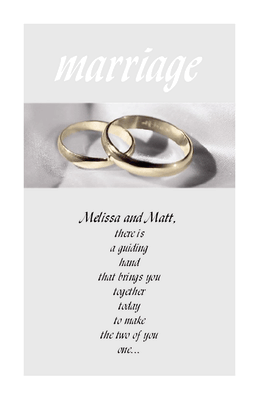 marriage
Melissa and Matt,
there is
a guiding
hand
that brings you
together
today
to make
the two of you
one...